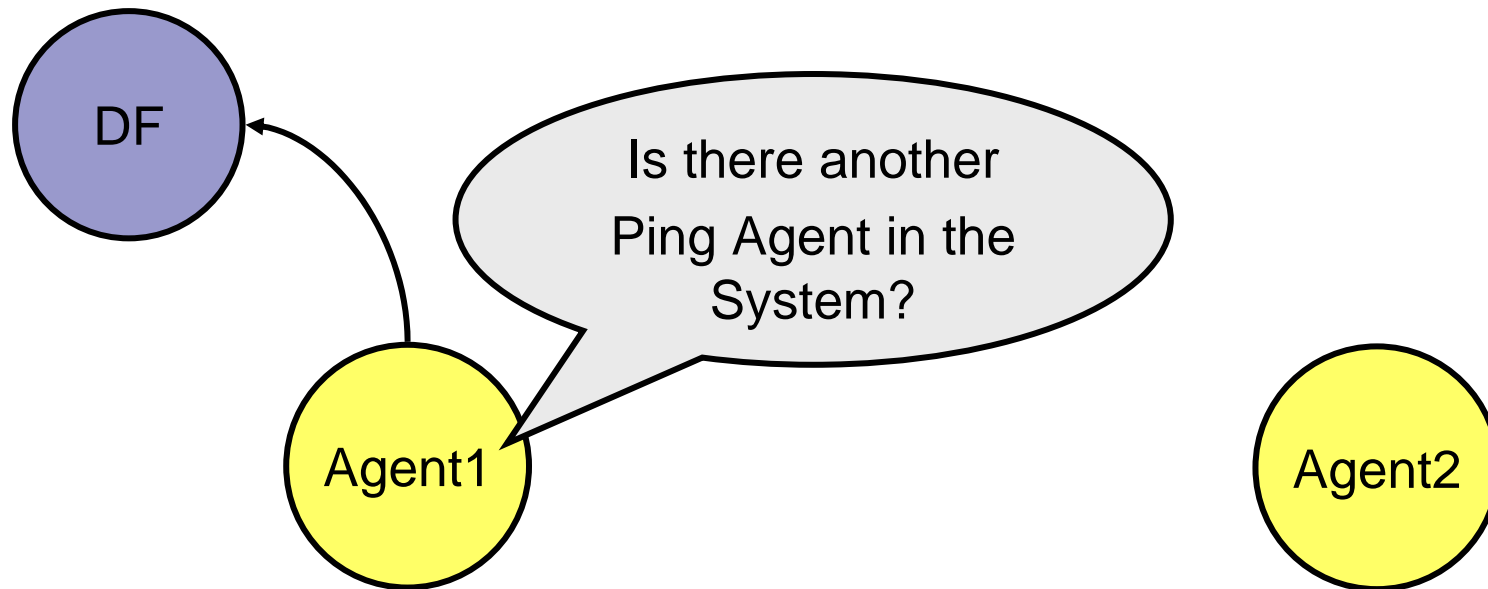 DF
Is there another
Ping Agent in the
System?
Agent1
Agent2